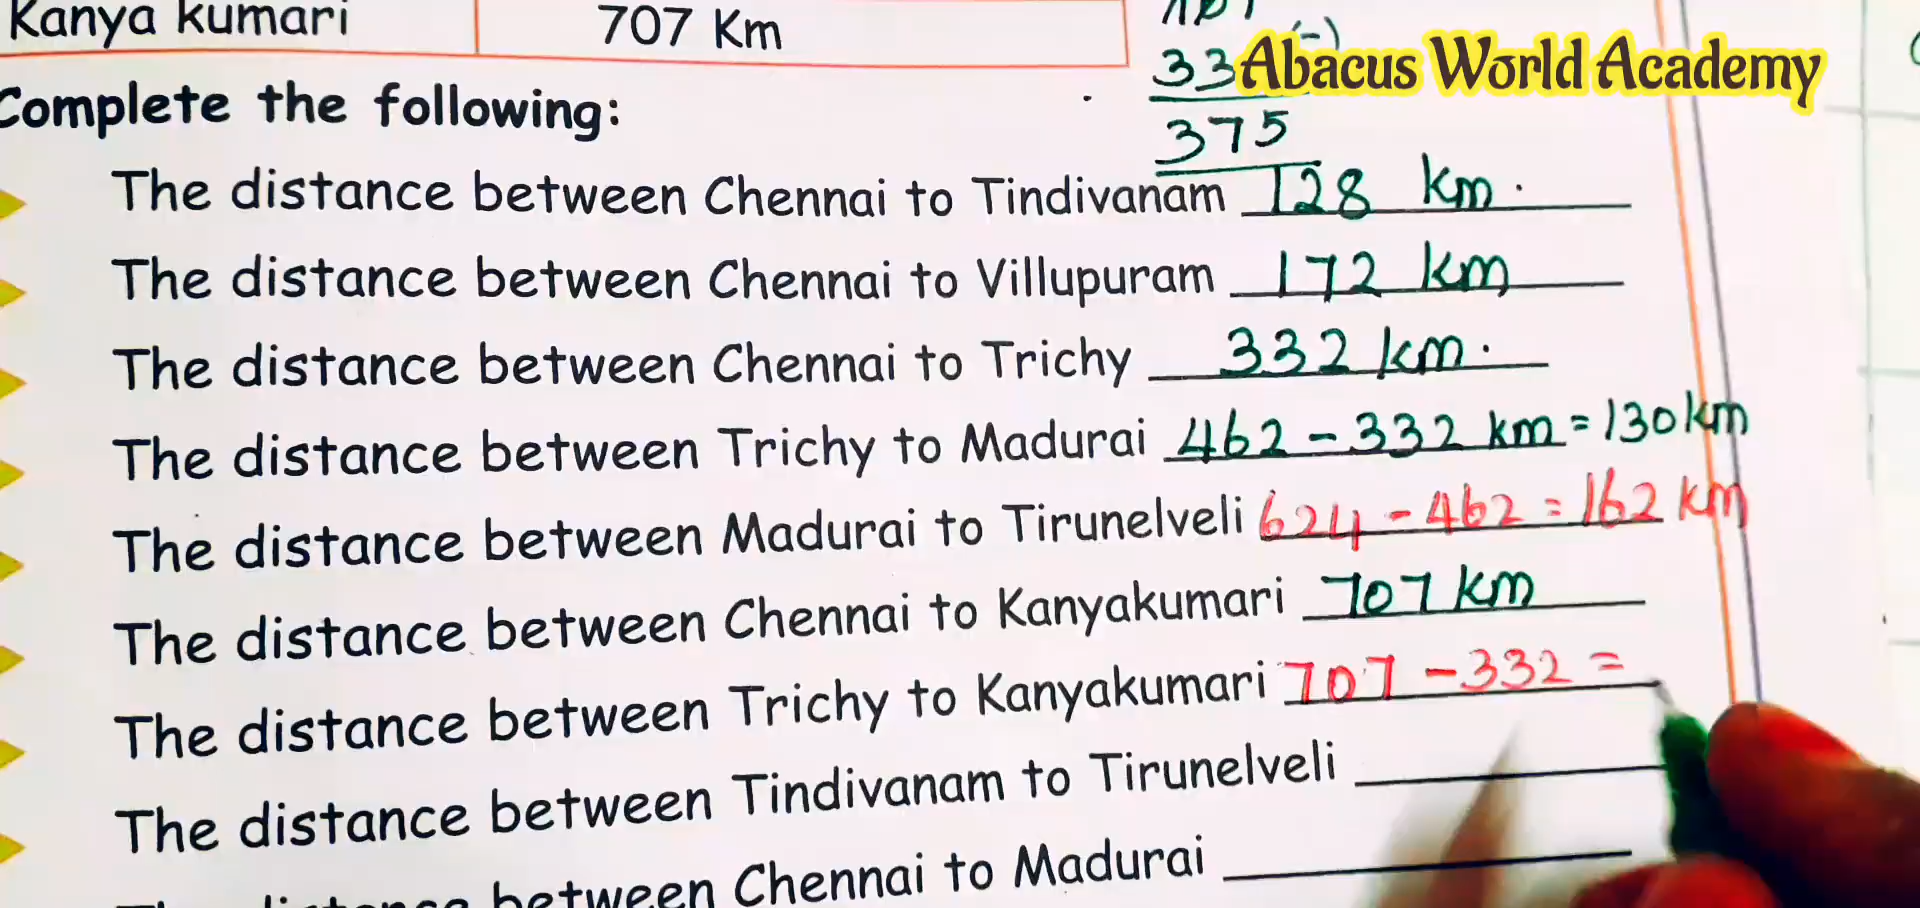 Kanya kumari 707 Km
(-)
33
Abacus World Academy
375
Complete the following:
The distance between Chennai to Tindivanam 128 km.
The distance between Chennai to Villupuram 172 km
The distance between Chennai to Trichy 332 km.
The distance between Trichy to Madurai 462 - 332 km = 130 km
The distance between Madurai to Tirunelveli 624 - 462 = 162 km
The distance between Chennai to Kanyakumari 707 km
The distance between Trichy to Kanyakumari 707 - 332 =
The distance between Tindivanam to Tirunelveli
distance between Chennai to Madurai